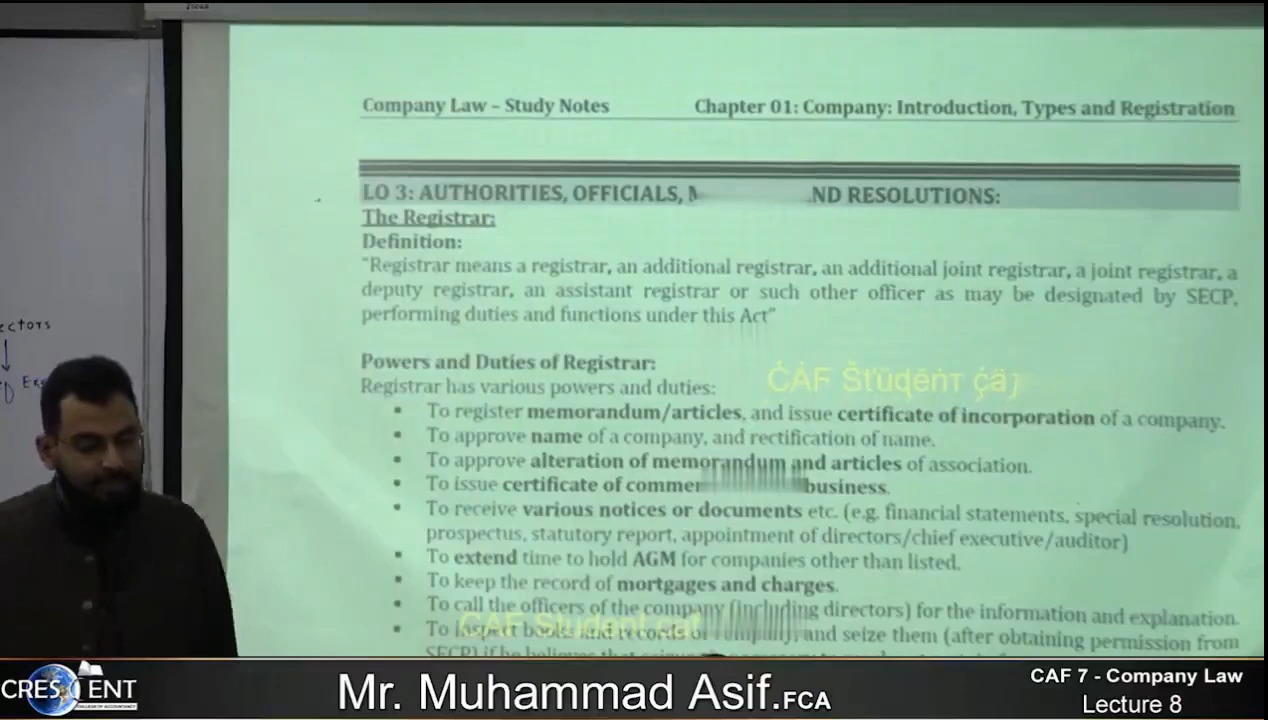 Company Law – Study Notes Chapter 01: Company: Introduction, Types and Registration
LO 3: AUTHORITIES, OFFICIALS, RESOLUTIONS:
The Registrar:
Definition:
"Registrar means a registrar, an additional registrar, an additional joint registrar, a joint registrar, a
deputy registrar, an assistant registrar or such other officer as may be designated by SECP,
performing duties and functions under this Act"
Powers and Duties of Registrar:
Registrar has various powers and duties:
▪ To register memorandum/articles, and issue certificate of incorporation of a company.
▪ To approve name of a company, and rectification of name.
▪ To approve alteration of memorandum and articles of association.
▪ To issue certificate of business.
▪ To receive various notices or documents etc. (e.g. financial statements, special resolution,
prospectus, statutory report, appointment of directors/chief executive/auditor)
▪ To extend time to hold AGM for companies other than listed.
▪ To keep the record of mortgages and charges.
▪ To call the officers of the company (including directors) for the information and explanation.
▪ To inspect books and records and seize them (after obtaining permission from
SECP) if he believes that
CAF Student caf
CRESCENT
COLLEGE OF ACCOUNTANCY
Mr. Muhammad Asif.FCA
CAF 7 - Company Law
Lecture 8